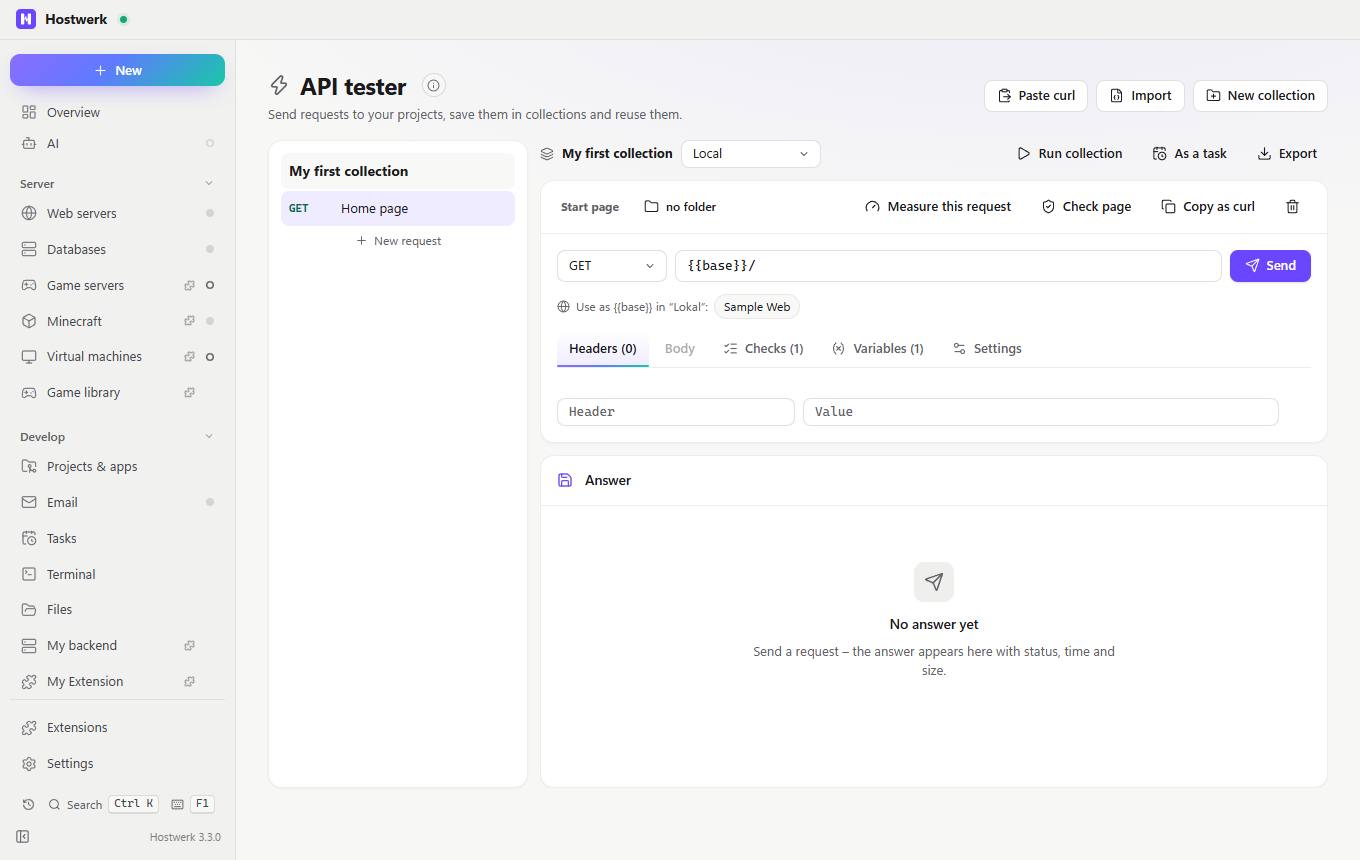 Hostwerk
New
Overview
AI
Server
Web servers
Databases
Game servers
Minecraft
Virtual machines
Game library
Develop
Projects & apps
Email
Tasks
Terminal
Files
My backend
My Extension
Extensions
Settings
Search Ctrl K F1
Hostwerk 3.3.0
API tester
Send requests to your projects, save them in collections and reuse them.
Paste curl
Import
New collection
My first collection
GET Home page
New request
My first collection Local
Run collection
As a task
Export
Start page
no folder
Measure this request
Check page
Copy as curl
GET
{{base}}/
Send
Use as {{base}} in “Lokal”: Sample Web
Headers (0)
Body
Checks (1)
Variables (1)
Settings
Header
Value
Answer
No answer yet
Send a request – the answer appears here with status, time and
size.